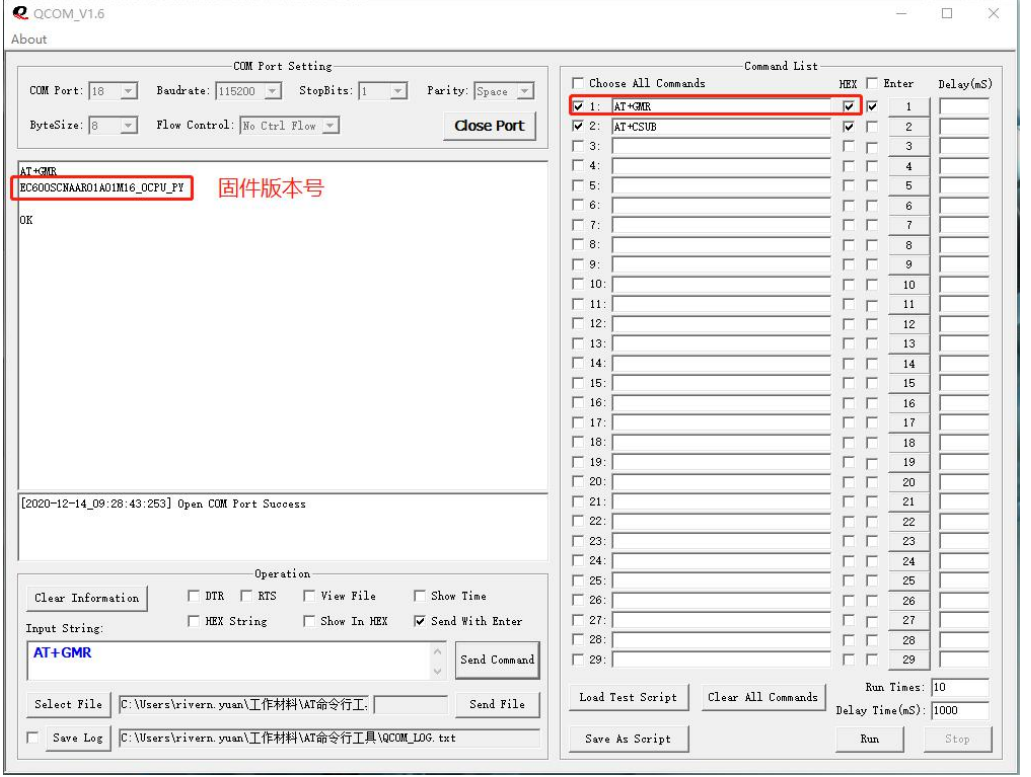 QCOM_V1.6
About
COM Port Setting
COM Port: 18 Baudrate: 115200 StopBits: 1 Parity: Space
ByteSize: 8 Flow Control: No Ctrl Flow Close Port
AT+GMR
EC600SCNAAR01A01M16_OCPU_PY 固件版本号
OK
[2020-12-14_09:28:43:253] Open COM Port Success
Operation
Clear Information DTR RTS View File Show Time
HEX String Show In HEX Send With Enter
Input String:
AT+GMR
Send Command
Select File C:\Users\rivern.yuan\工作材料\AT命令行工. Send File
Save Log C:\Users\rivern.yuan\工作材料\AT命令行工具\QCOM_LOG.txt
Command List
Choose All Commands HEX Enter Delay(mS)
1: AT+GMR 1
2: AT+CSUB 2
3: 3
4: 4
5: 5
6: 6
7: 7
8: 8
9: 9
10: 10
11: 11
12: 12
13: 13
14: 14
15: 15
16: 16
17: 17
18: 18
19: 19
20: 20
21: 21
22: 22
23: 23
24: 24
25: 25
26: 26
27: 27
28: 28
29: 29
Load Test Script Clear All Commands Run Times: 10
Delay Time(mS): 1000
Save As Script Run Stop